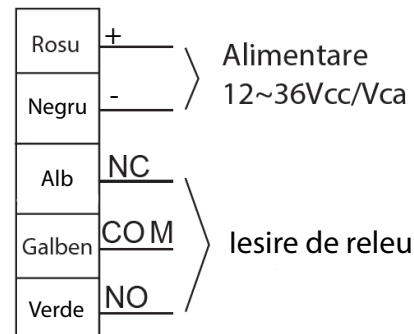 Rosu +
Alimentare
12~36Vcc/Vca
Negru -
Alb NC
Galben COM
Iesire de releu
Verde NO